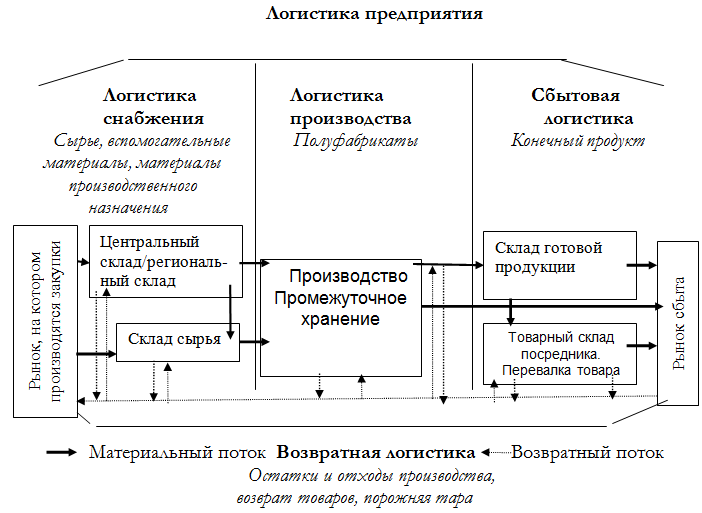 Логистика предприятия
Логистика
снабжения
Сырье, вспомогательные
материалы, материалы
производственного
назначения
Логистика
производства
Полуфабрикаты
Сбытовая
логистика
Конечный продукт
Рынок, на котором
производятся закупки
Центральный
склад/региональ-
ный склад
Склад сырья
Производство
Промежуточное
хранение
Склад готовой
продукции
Товарный склад
посредника.
Перевалка товара
Рынок сбыта
Материальный поток
Возвратная логистика
Возвратный поток
Остатки и отходы производства,
возврат товаров, порожняя тара